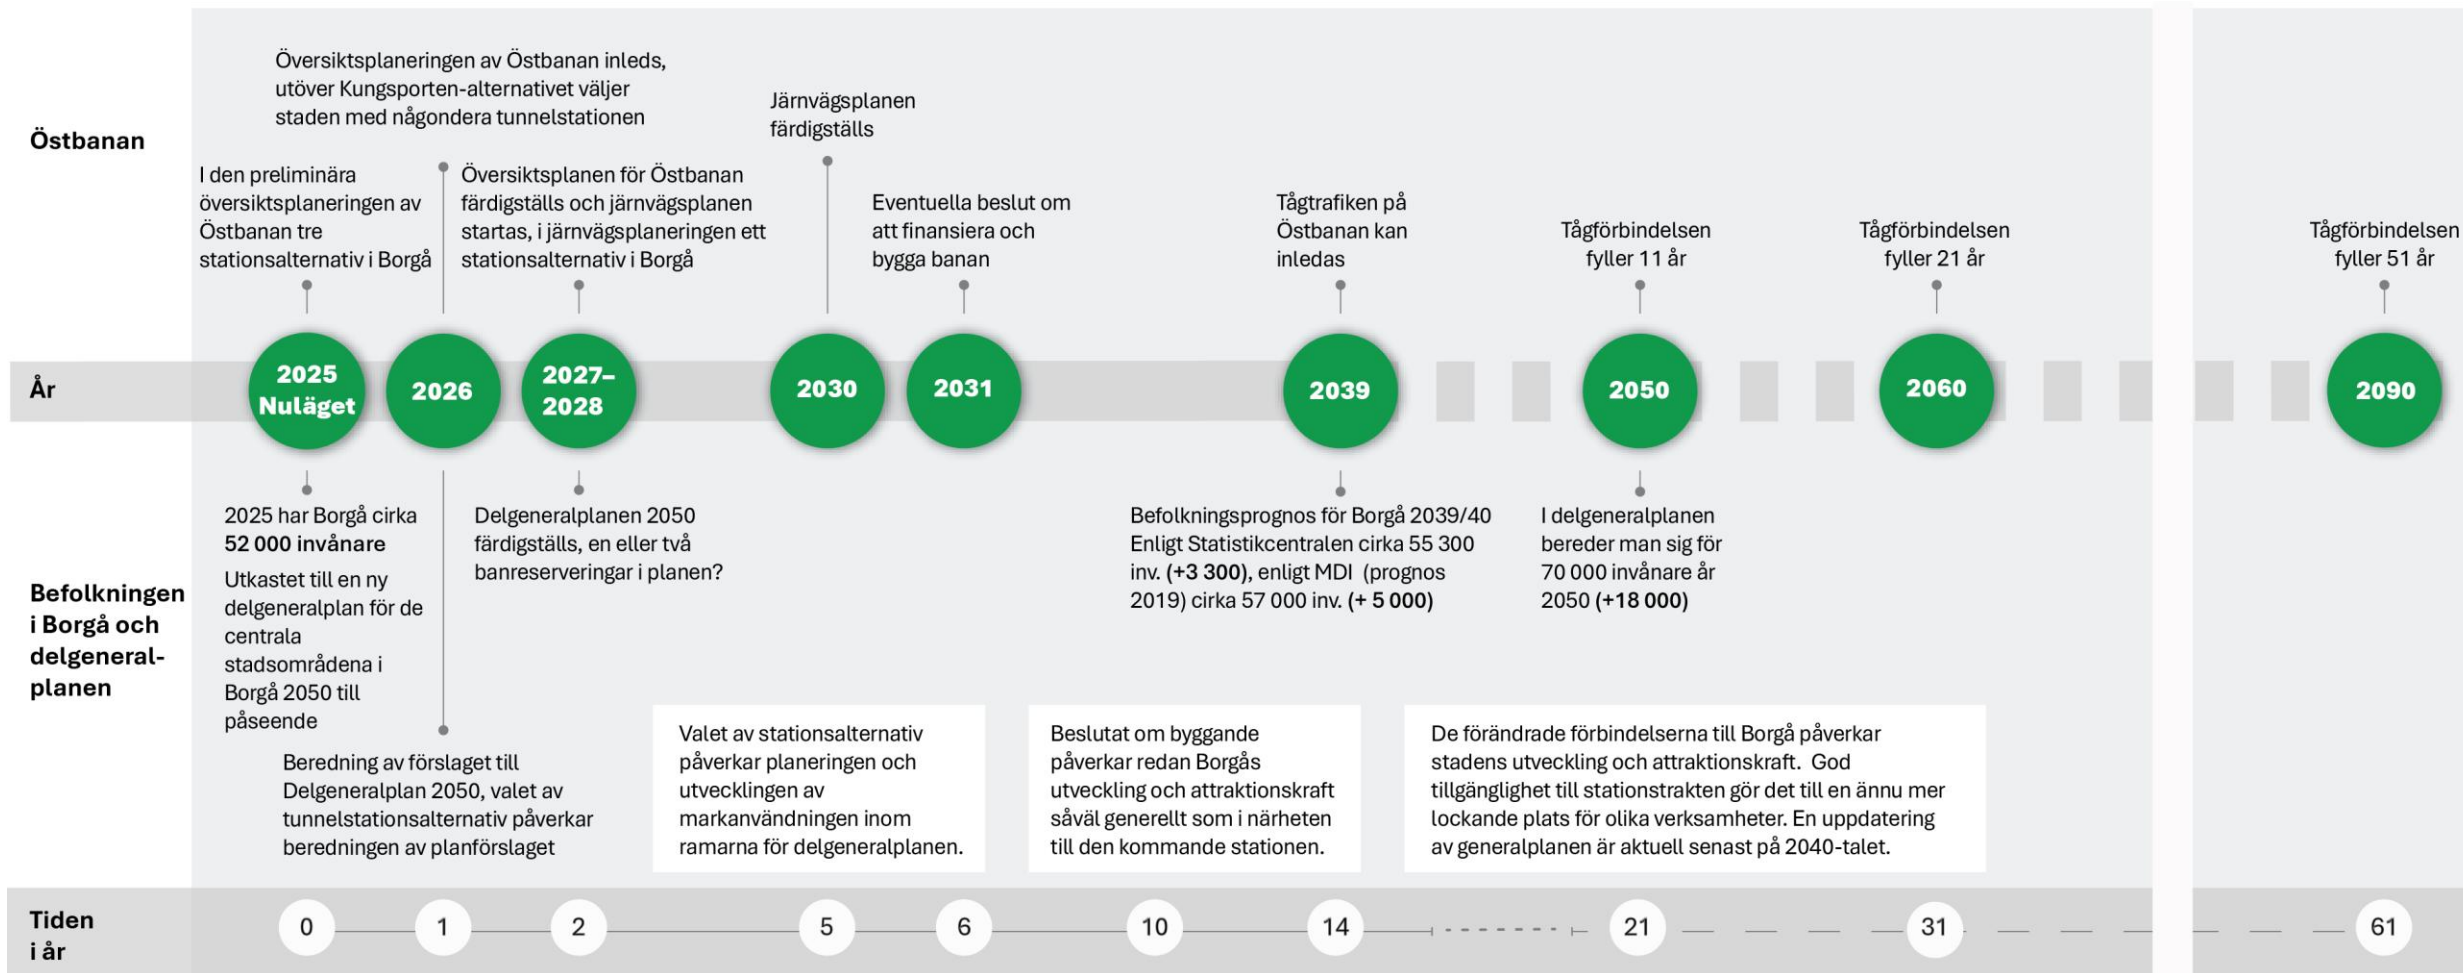 Östbanan
Översiktsplaneringen av Östbanan inleds,
utöver Kungsporten-alternativet väljer
staden med någondera tunnelstationen
Järnvägsplanen
färdigställs
I den preliminära
översiktsplaneringen av
Östbanan tre
stationsalternativ i Borgå
Översiktsplanen för Östbanan
färdigställs och järnvägsplanen
startas, i järnvägsplaneringen ett
stationsalternativ i Borgå
Eventuella beslut om
att finansiera och
bygga banan
Tågtrafiken på
Östbanan kan
inledas
Tågförbindelsen
fyller 11 år
Tågförbindelsen
fyller 21 år
Tågförbindelsen
fyller 51 år
År
2025
Nuläget
2026
2027–
2028
2030
2031
2039
2050
2060
2090
Befolkningen
i Borgå och
delgeneral-
planen
2025 har Borgå cirka
52 000 invånare
Utkastet till en ny
delgeneralplan för de
centrala
stadsområdena i
Borgå 2050 till
påseende
Beredning av förslaget till
Delgeneralplan 2050, valet av
tunnelstationsalternativ påverkar
beredningen av planförslaget
Delgeneralplanen 2050
färdigställs, en eller två
banreserveringar i planen?
Befolkningsprognos för Borgå 2039/40
Enligt Statistikcentralen cirka 55 300
inv. (+3 300), enligt MDI (prognos
2019) cirka 57 000 inv. (+ 5 000)
I delgeneralplanen
bereder man sig för
70 000 invånare år
2050 (+18 000)
Valet av stationsalternativ
påverkar planeringen och
utvecklingen av
markanvändningen inom
ramarna för delgeneralplanen.
Beslutat om byggande
påverkar redan Borgås
utveckling och attraktionskraft
såväl generellt som i närheten
till den kommande stationen.
De förändrade förbindelserna till Borgå påverkar
stadens utveckling och attraktionskraft. God
tillgänglighet till stationstrakten gör det till en ännu mer
lockande plats för olika verksamheter. En uppdatering
av generalplanen är aktuell senast på 2040-talet.
Tiden
i år
0
1
2
5
6
10
14
21
31
61